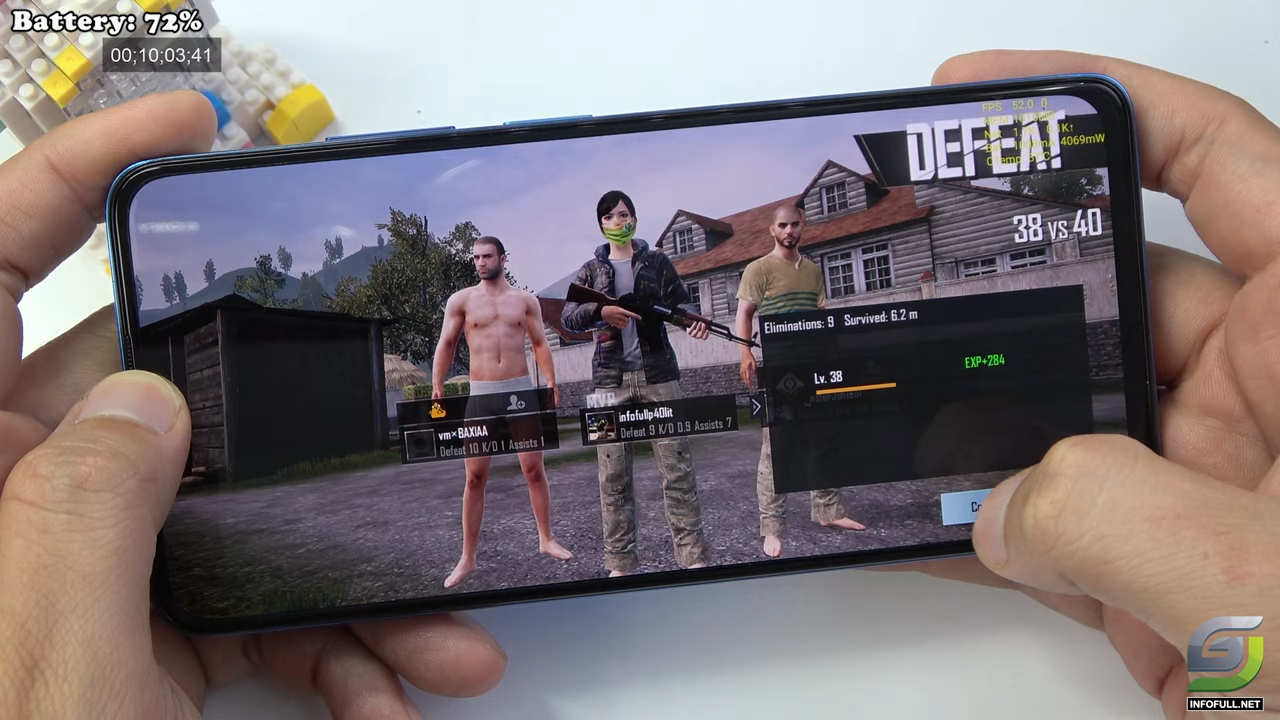 Battery: 72%
00;10;03;41
FPS 52.0 0
4069mW
DEFEAT
38 VS 40
Eliminations: 9 Survived: 6.2 m
EXP+284
Lv. 38
MVP
infofullp40lit
Defeat 9 K/D 0.9 Assists 7
vm×BAXIAA
Defeat 10 K/D 1 Assists 1
INFOFULL.NET